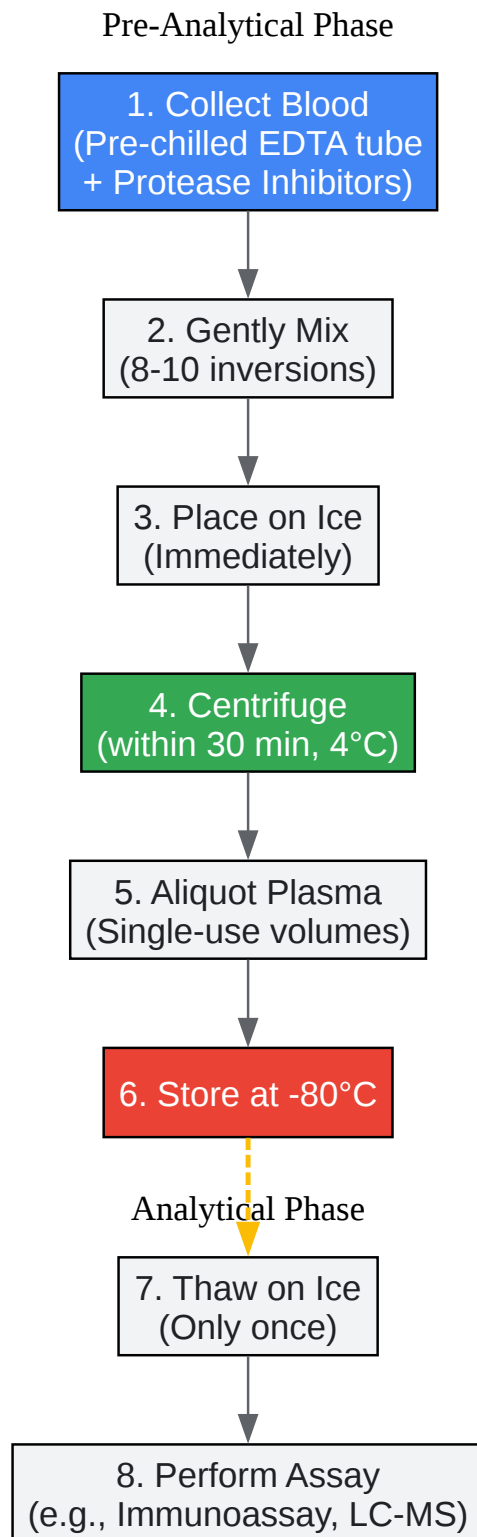 Pre-Analytical Phase
1. Collect Blood
(Pre-chilled EDTA tube
+ Protease Inhibitors)
2. Gently Mix
(8-10 inversions)
3. Place on Ice
(Immediately)
4. Centrifuge
(within 30 min, 4°C)
5. Aliquot Plasma
(Single-use volumes)
6. Store at -80°C
Analytical Phase
7. Thaw on Ice
(Only once)
8. Perform Assay
(e.g., Immunoassay, LC-MS)